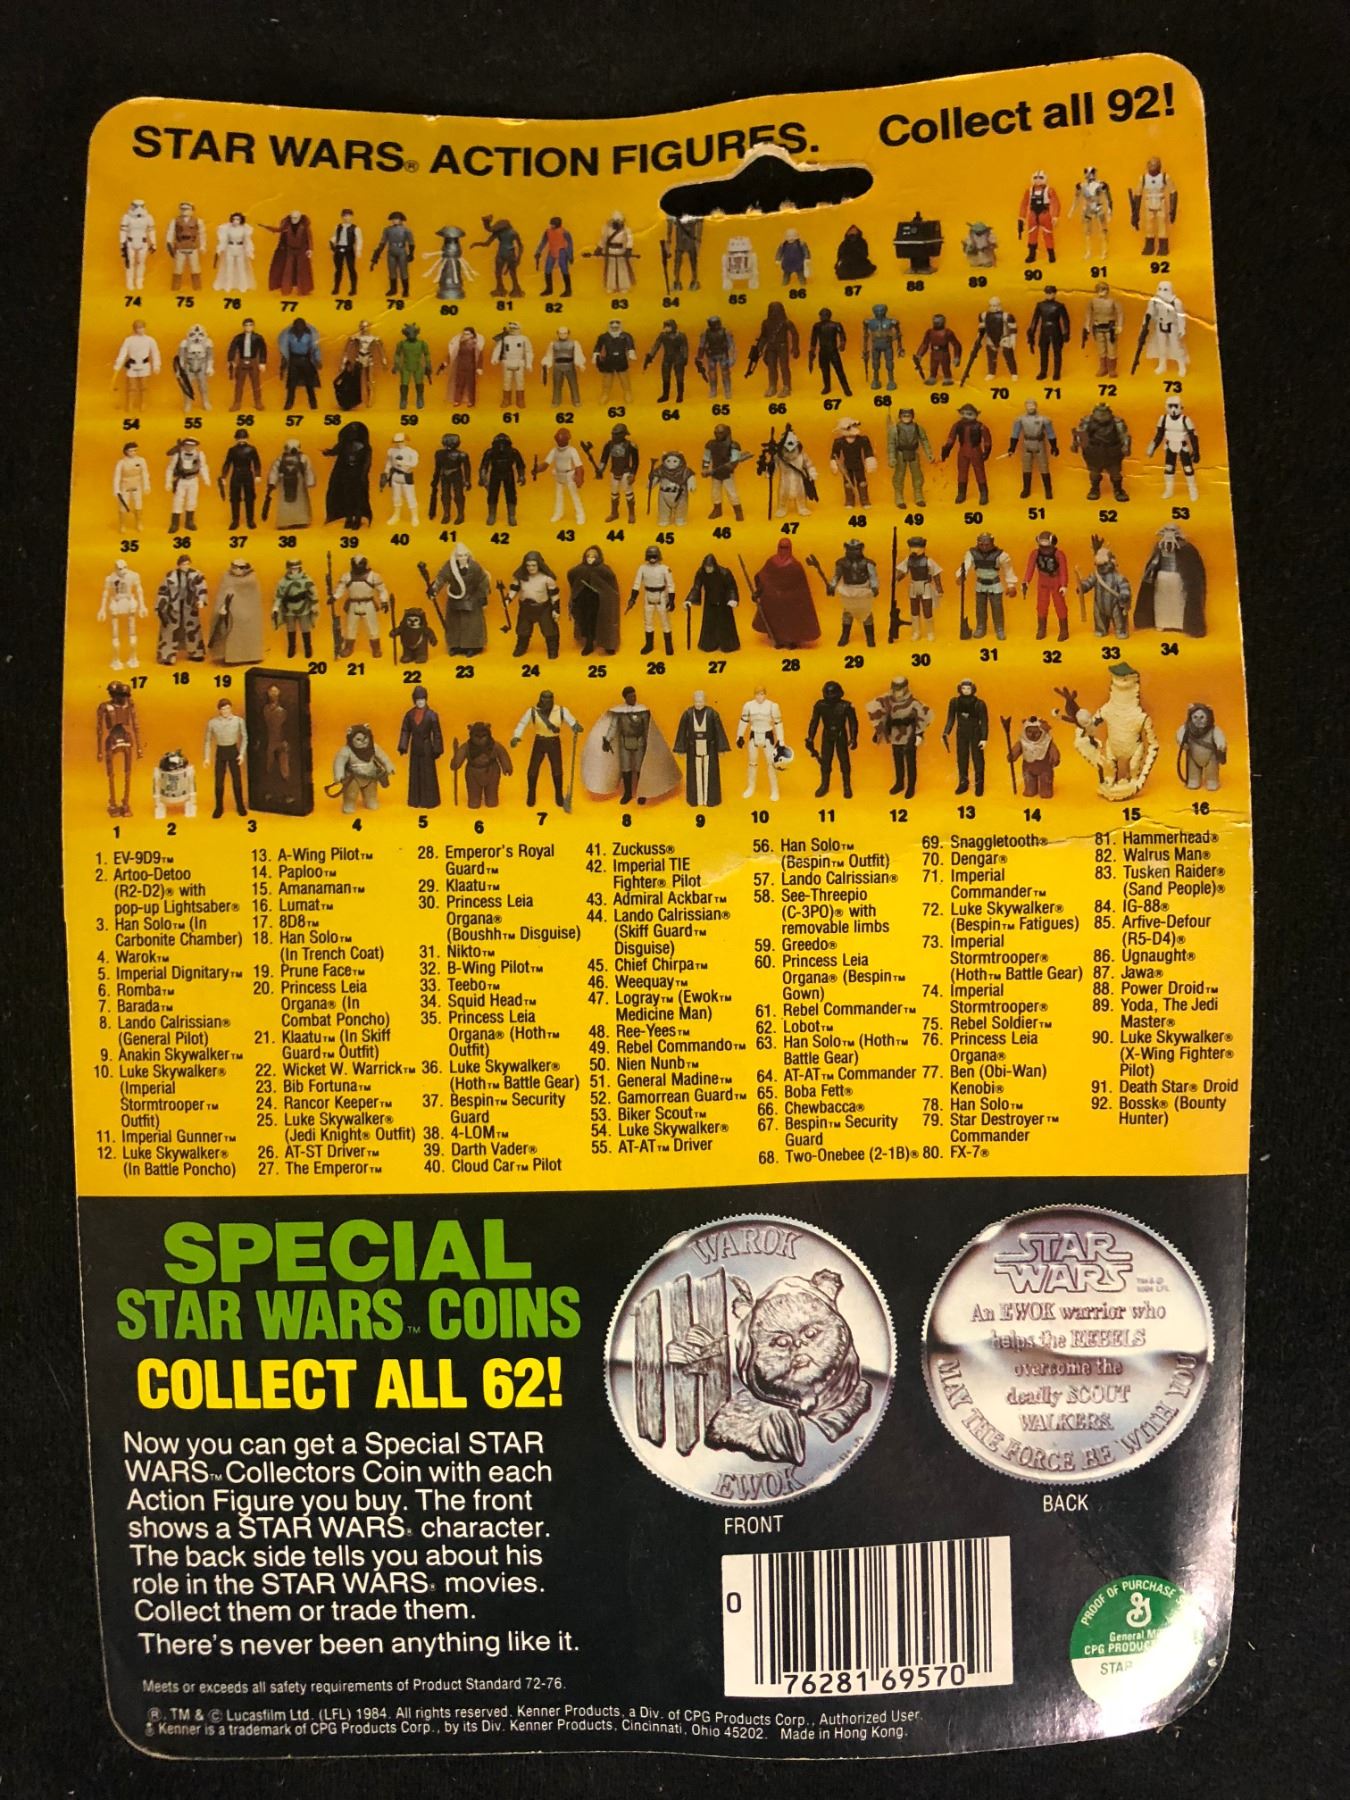 STAR WARS® ACTION FIGURES. Collect all 92!
74 75 76 77 78 79 80 81 82 83 84 85 86 87 88 89 90 91 92
54 55 56 57 58 59 60 61 62 63 64 65 66 67 68 69 70 71 72 73
35 36 37 38 39 40 41 42 43 44 45 46 47 48 49 50 51 52 53
17 18 19 20 21 22 23 24 25 26 27 28 29 30 31 32 33 34
1 2 3 4 5 6 7 8 9 10 11 12 13 14 15 16
1. EV-9D9™
2. Artoo-Detoo
(R2-D2)® with
pop-up Lightsaber®
3. Han Solo™ (In
Carbonite Chamber)
4. Warok™
5. Imperial Dignitary™
6. Romba™
7. Barada™
8. Lando Calrissian®
(General Pilot)
9. Anakin Skywalker™
10. Luke Skywalker®
(Imperial
Stormtrooper™
Outfit)
11. Imperial Gunner™
12. Luke Skywalker®
(In Battle Poncho)
13. A-Wing Pilot™
14. Paploo™
15. Amanaman™
16. Lumat™
17. 8D8™
18. Han Solo™
(In Trench Coat)
19. Prune Face™
20. Princess Leia
Organa® (In
Combat Poncho)
21. Klaatu™ (In Skiff
Guard™ Outfit)
22. Wicket W. Warrick™
23. Bib Fortuna™
24. Rancor Keeper™
25. Luke Skywalker®
(Jedi Knight® Outfit)
26. AT-ST Driver™
27. The Emperor™
28. Emperor's Royal
Guard™
29. Klaatu™
30. Princess Leia
Organa®
(Boushh™ Disguise)
31. Nikto™
32. B-Wing Pilot™
33. Teebo™
34. Squid Head™
35. Princess Leia
Organa® (Hoth™
Outfit)
36. Luke Skywalker®
(Hoth™ Battle Gear)
37. Bespin™ Security
Guard
38. 4-LOM™
39. Darth Vader®
40. Cloud Car™ Pilot
41. Zuckuss®
42. Imperial TIE
Fighter® Pilot
43. Admiral Ackbar™
44. Lando Calrissian®
(Skiff Guard™
Disguise)
45. Chief Chirpa™
46. Weequay™
47. Logray™ (Ewok™
Medicine Man)
48. Ree-Yees™
49. Rebel Commando™
50. Nien Nunb™
51. General Madine™
52. Gamorrean Guard™
53. Biker Scout™
54. Luke Skywalker®
55. AT-AT™ Driver
56. Han Solo™
(Bespin™ Outfit)
57. Lando Calrissian®
58. See-Threepio
(C-3PO)® with
removable limbs
59. Greedo®
60. Princess Leia
Organa® (Bespin™
Gown)
61. Rebel Commander™
62. Lobot™
63. Han Solo™ (Hoth™
Battle Gear)
64. AT-AT™ Commander
65. Boba Fett®
66. Chewbacca®
67. Bespin™ Security
Guard
68. Two-Onebee (2-1B)®
69. Snaggletooth®
70. Dengar®
71. Imperial
Commander™
72. Luke Skywalker®
(Bespin™ Fatigues)
73. Imperial
Stormtrooper®
(Hoth™ Battle Gear)
74. Imperial
Stormtrooper®
75. Rebel Soldier™
76. Princess Leia
Organa®
77. Ben (Obi-Wan)
Kenobi®
78. Han Solo™
79. Star Destroyer™
Commander
80. FX-7®
81. Hammerhead®
82. Walrus Man®
83. Tusken Raider®
(Sand People)®
84. IG-88®
85. Arfive-Defour
(R5-D4)®
86. Ugnaught®
87. Jawa®
88. Power Droid™
89. Yoda, The Jedi
Master®
90. Luke Skywalker®
(X-Wing Fighter®
Pilot)
91. Death Star® Droid
92. Bossk® (Bounty
Hunter)
SPECIAL
STAR WARS™ COINS
COLLECT ALL 62!
Now you can get a Special STAR
WARS™ Collectors Coin with each
Action Figure you buy. The front
shows a STAR WARS® character.
The back side tells you about his
role in the STAR WARS® movies.
Collect them or trade them.
There's never been anything like it.
WAROK
EWOK
FRONT
STAR
WARS
An EWOK warrior who
helps the REBELS
overcome the
deadly SCOUT
WALKERS
MAY THE FORCE BE WITH YOU
BACK
0 76281 69570
PROOF OF PURCHASE
General
CPG
Meets or exceeds all safety requirements of Product Standard 72-76.
®, TM & © Lucasfilm Ltd. (LFL) 1984. All rights reserved. Kenner Products, a Div. of CPG Products Corp., Authorized User.
Kenner is a trademark of CPG Products Corp., by its Div. Kenner Products, Cincinnati, Ohio 45202. Made in Hong Kong.